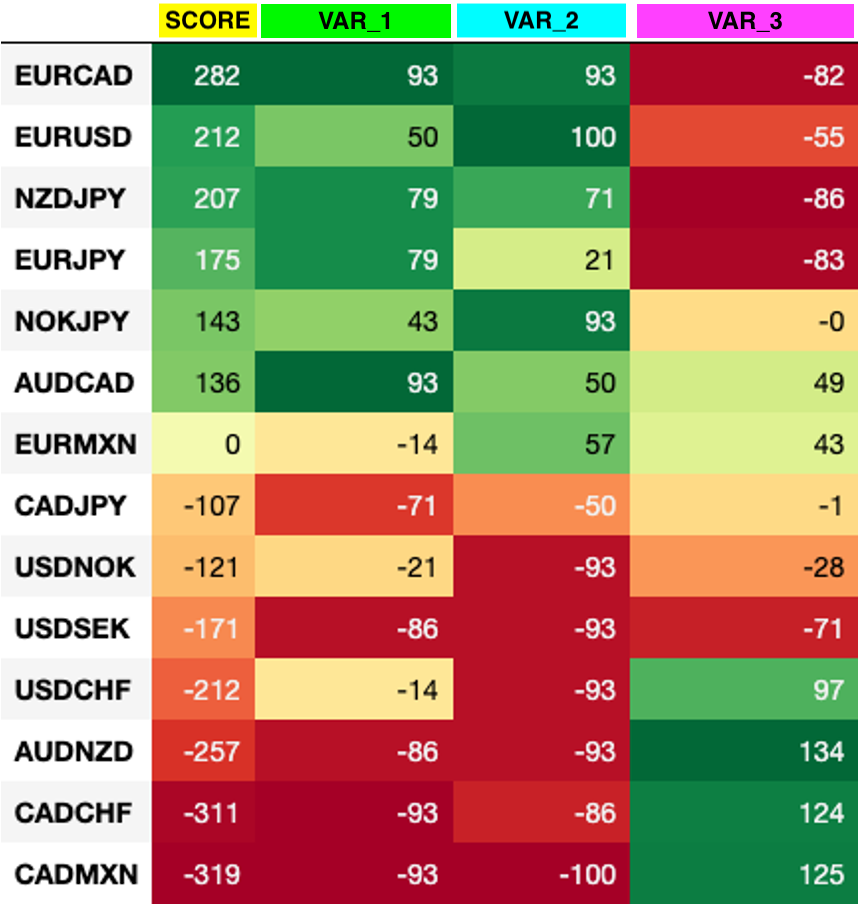 SCORE VAR_1 VAR_2 VAR_3
EURCAD 282 93 93 -82
EURUSD 212 50 100 -55
NZDJPY 207 79 71 -86
EURJPY 175 79 21 -83
NOKJPY 143 43 93 -0
AUDCAD 136 93 50 49
EURMXN 0 -14 57 43
CADJPY -107 -71 -50 -1
USDNOK -121 -21 -93 -28
USDSEK -171 -86 -93 -71
USDCHF -212 -14 -93 97
AUDNZD -257 -86 -93 134
CADCHF -311 -93 -86 124
CADMXN -319 -93 -100 125